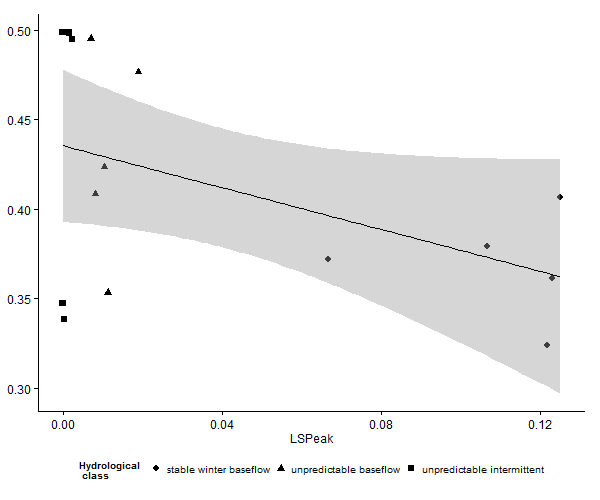 0.50
0.45
0.40
0.35
0.30
0.00 0.04 0.08 0.12
LSPeak
Hydrological
class
stable winter baseflow unpredictable baseflow unpredictable intermittent